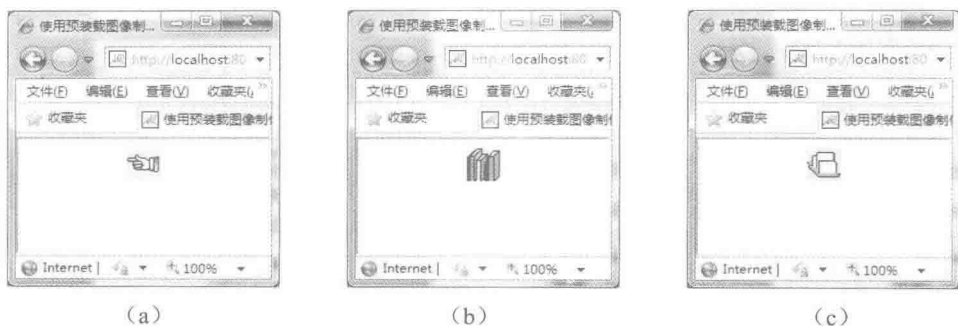 使用预装载图像制...
http://localhost:80
文件(F) 编辑(E) 查看(V) 收藏夹(
收藏夹 使用预装载图像制
Internet | 100%
(a)
使用预装载图像制...
http://localhost:80
文件(F) 编辑(E) 查看(V) 收藏夹(
收藏夹 使用预装载图像制
Internet | 100%
(b)
使用预装载图像制...
http://localhost:80
文件(F) 编辑(E) 查看(V) 收藏夹(
收藏夹 使用预装载图像制
Internet | 100%
(c)